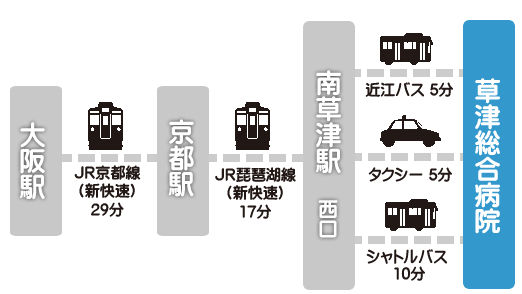 大阪駅
JR京都線
（新快速）
29分
京都駅
JR琵琶湖線
（新快速）
17分
南草津駅 西口
近江バス 5分
タクシー 5分
シャトルバス
10分
草津総合病院